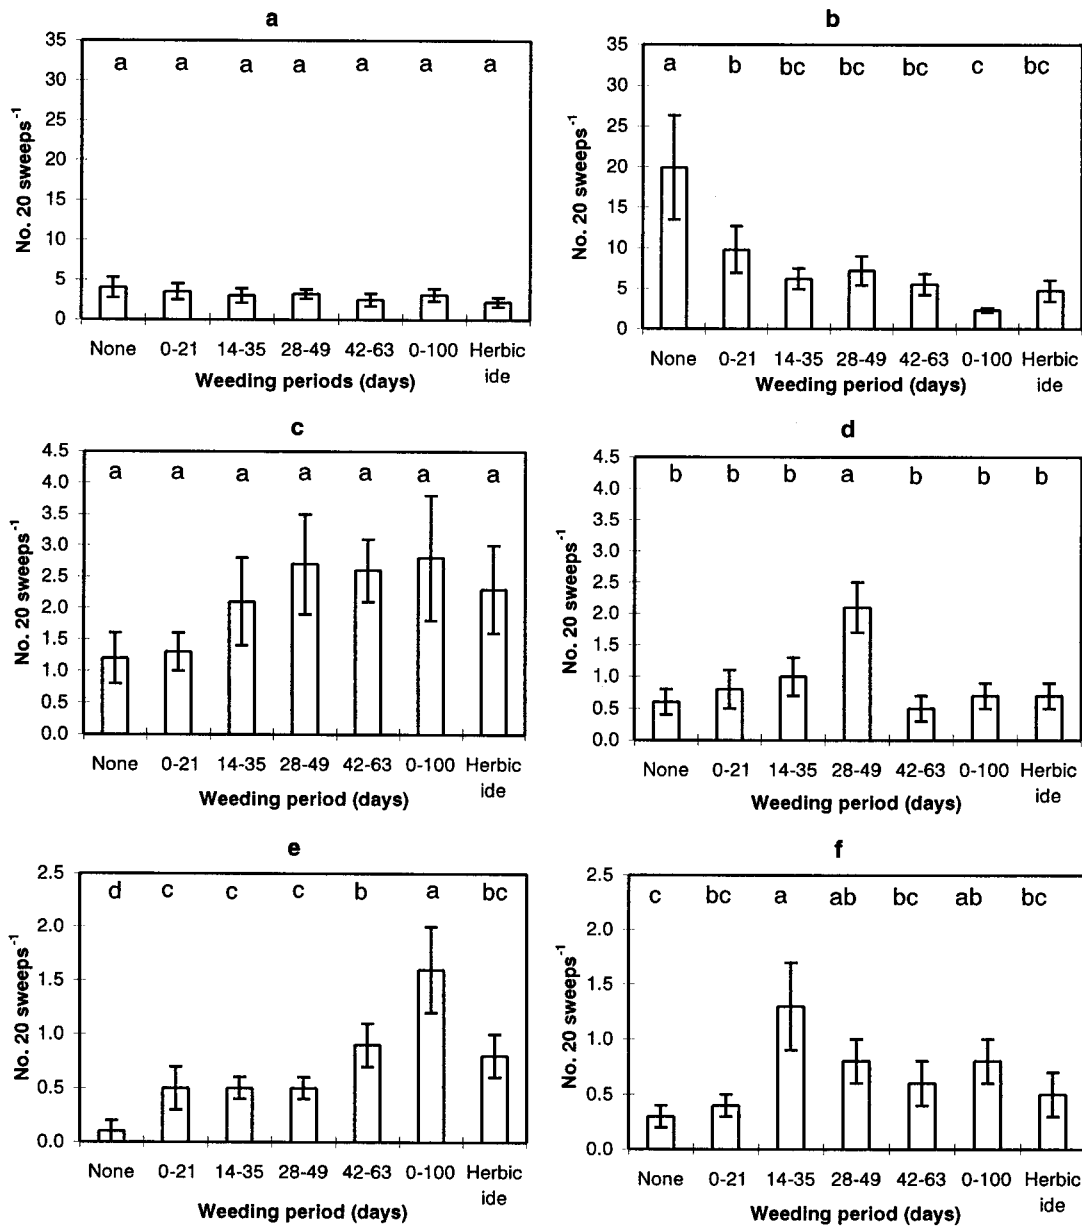 a
No. 20 sweeps-1
35
30
25
20
15
10
5
0
a a a a a a a
None 0-21 14-35 28-49 42-63 0-100 Herbic
ide
Weeding periods (days)
b
No. 20 sweeps-1
35
30
25
20
15
10
5
0
a b bc bc bc c bc
None 0-21 14-35 28-49 42-63 0-100 Herbic
ide
Weeding period (days)
c
No. 20 sweeps-1
4.5
4.0
3.5
3.0
2.5
2.0
1.5
1.0
0.5
0.0
a a a a a a a
None 0-21 14-35 28-49 42-63 0-100 Herbic
ide
Weeding period (days)
d
No. 20 sweeps-1
4.5
4.0
3.5
3.0
2.5
2.0
1.5
1.0
0.5
0.0
b b b a b b b
None 0-21 14-35 28-49 42-63 0-100 Herbic
ide
Weeding period (days)
e
No. 20 sweeps-1
2.5
2.0
1.5
1.0
0.5
0.0
d c c c b a bc
None 0-21 14-35 28-49 42-63 0-100 Herbic
ide
Weeding period (days)
f
No. 20 sweeps-1
2.5
2.0
1.5
1.0
0.5
0.0
c bc a ab bc ab bc
None 0-21 14-35 28-49 42-63 0-100 Herbic
ide
Weeding period (days)